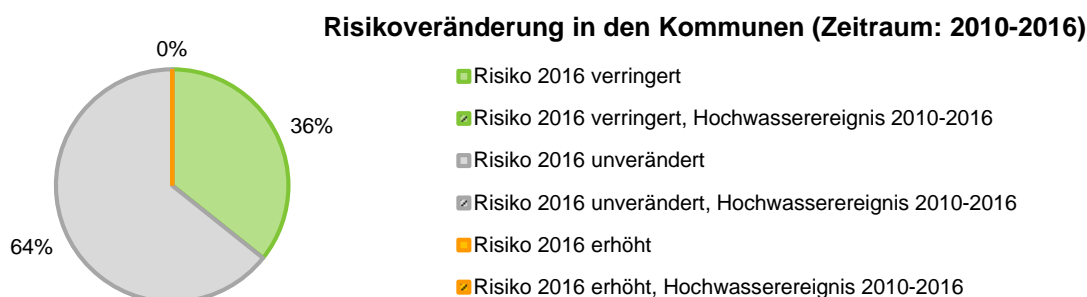 Risikoveränderung in den Kommunen (Zeitraum: 2010-2016)
0%
36%
64%
Risiko 2016 verringert
Risiko 2016 verringert, Hochwasserereignis 2010-2016
Risiko 2016 unverändert
Risiko 2016 unverändert, Hochwasserereignis 2010-2016
Risiko 2016 erhöht
Risiko 2016 erhöht, Hochwasserereignis 2010-2016